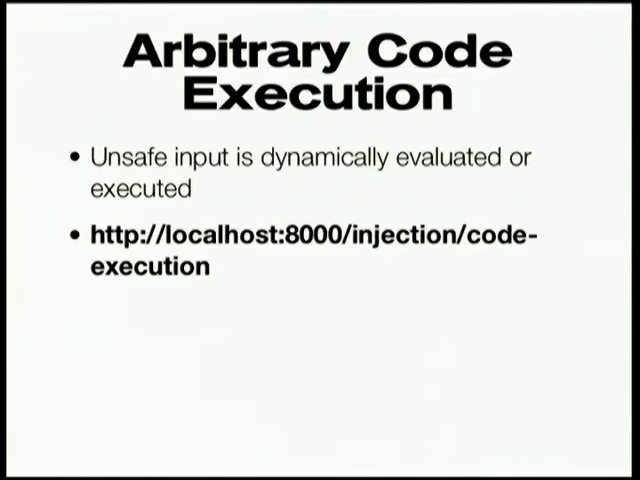 Arbitrary Code
Execution
• Unsafe input is dynamically evaluated or
executed
• http://localhost:8000/injection/code-
execution